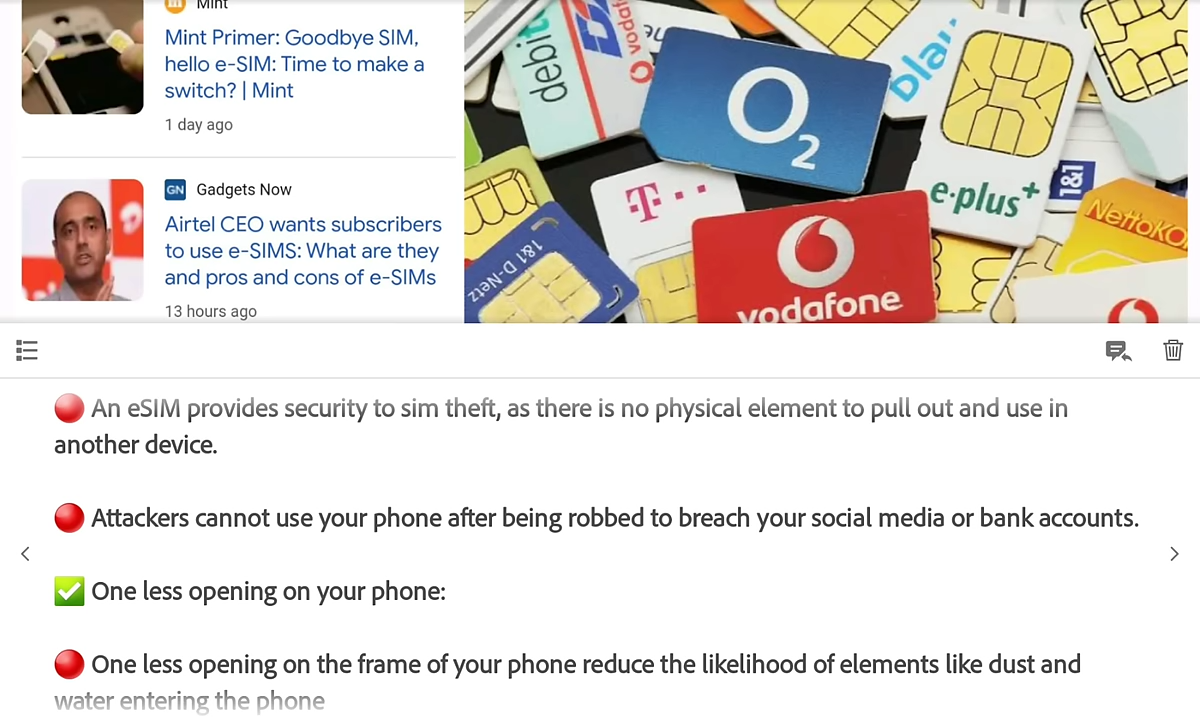 Mint
Mint Primer: Goodbye SIM,
hello e-SIM: Time to make a
switch? | Mint
1 day ago
GN Gadgets Now
Airtel CEO wants subscribers
to use e-SIMS: What are they
and pros and cons of e-SIMs
13 hours ago
debit
vodaf
blau
O2
T··
e·plus+
1&1
NettoKO
1&1 D-Netz
vodafone
🔴 An eSIM provides security to sim theft, as there is no physical element to pull out and use in
another device.
🔴 Attackers cannot use your phone after being robbed to breach your social media or bank accounts.
✅ One less opening on your phone:
🔴 One less opening on the frame of your phone reduce the likelihood of elements like dust and
water entering the phone